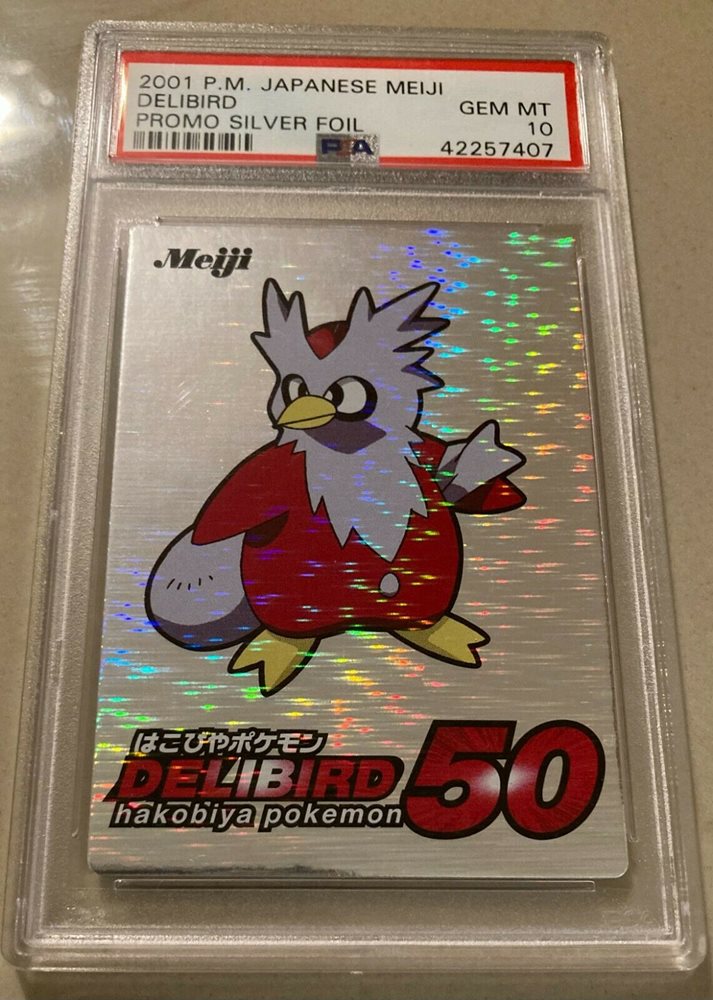 2001 P.M. JAPANESE MEIJI
DELIBIRD GEM MT
PROMO SILVER FOIL 10
PSA 42257407
Meiji
はこびやポケモン
DELIBIRD 50
hakobiya pokemon